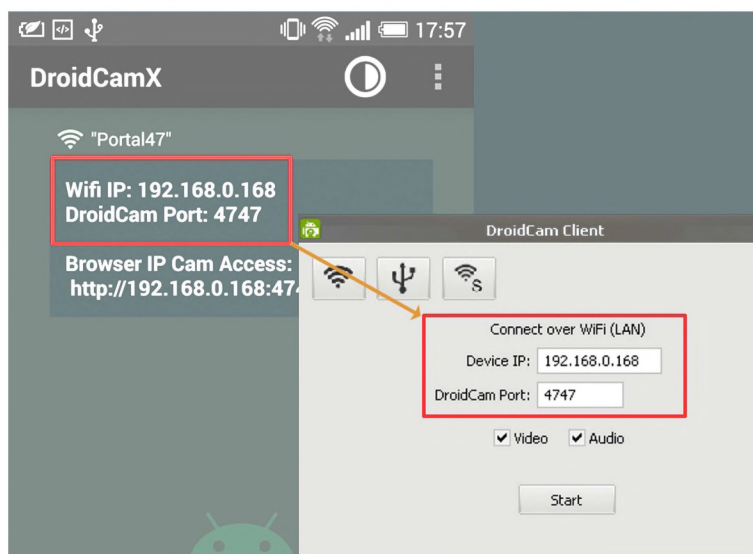 17:57
DroidCamX
"Portal47"
Wifi IP: 192.168.0.168
DroidCam Port: 4747
Browser IP Cam Access:
http://192.168.0.168:474
DroidCam Client
S
Connect over WiFi (LAN)
Device IP: 192.168.0.168
DroidCam Port: 4747
Video Audio
Start